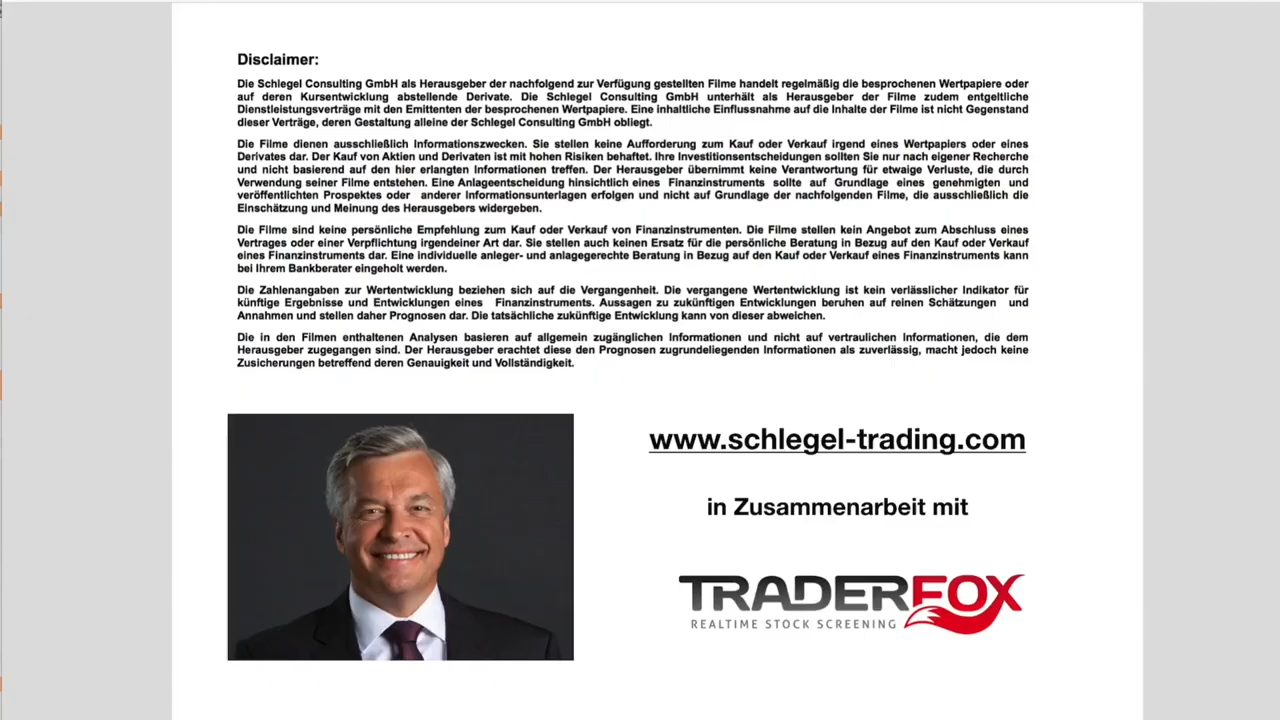 Disclaimer:
Die Schlegel Consulting GmbH als Herausgeber der nachfolgend zur Verfügung gestellten Filme handelt regelmäßig die besprochenen Wertpapiere oder
auf deren Kursentwicklung abstellende Derivate. Die Schlegel Consulting GmbH unterhält als Herausgeber der Filme zudem entgeltliche
Dienstleistungsverträge mit den Emittenten der besprochenen Wertpapiere. Eine inhaltliche Einflussnahme auf die Inhalte der Filme ist nicht Gegenstand
dieser Verträge, deren Gestaltung alleine der Schlegel Consulting GmbH obliegt.
Die Filme dienen ausschließlich Informationszwecken. Sie stellen keine Aufforderung zum Kauf oder Verkauf irgend eines Wertpapiers oder eines
Derivates dar. Der Kauf von Aktien und Derivaten ist mit hohen Risiken behaftet. Ihre Investitionsentscheidungen sollten Sie nur nach eigener Recherche
und nicht basierend auf den hier erlangten Informationen treffen. Der Herausgeber übernimmt keine Verantwortung für etwaige Verluste, die durch
Verwendung seiner Filme entstehen. Eine Anlageentscheidung hinsichtlich eines Finanzinstruments sollte auf Grundlage eines genehmigten und
veröffentlichten Prospektes oder anderer Informationsunterlagen erfolgen und nicht auf Grundlage der nachfolgenden Filme, die ausschließlich die
Einschätzung und Meinung des Herausgebers widergeben.
Die Filme sind keine persönliche Empfehlung zum Kauf oder Verkauf von Finanzinstrumenten. Die Filme stellen kein Angebot zum Abschluss eines
Vertrages oder einer Verpflichtung irgendeiner Art dar. Sie stellen auch keinen Ersatz für die persönliche Beratung in Bezug auf den Kauf oder Verkauf
eines Finanzinstruments dar. Eine individuelle anleger- und anlagegerechte Beratung in Bezug auf den Kauf oder Verkauf eines Finanzinstruments kann
bei Ihrem Bankberater eingeholt werden.
Die Zahlenangaben zur Wertentwicklung beziehen sich auf die Vergangenheit. Die vergangene Wertentwicklung ist kein verlässlicher Indikator für
künftige Ergebnisse und Entwicklungen eines Finanzinstruments. Aussagen zu zukünftigen Entwicklungen beruhen auf reinen Schätzungen und
Annahmen und stellen daher Prognosen dar. Die tatsächliche zukünftige Entwicklung kann von dieser abweichen.
Die in den Filmen enthaltenen Analysen basieren auf allgemein zugänglichen Informationen und nicht auf vertraulichen Informationen, die dem
Herausgeber zugegangen sind. Der Herausgeber erachtet diese den Prognosen zugrundeliegenden Informationen als zuverlässig, macht jedoch keine
Zusicherungen betreffend deren Genauigkeit und Vollständigkeit.
www.schlegel-trading.com
in Zusammenarbeit mit
TRADERFOX
REALTIME STOCK SCREENING